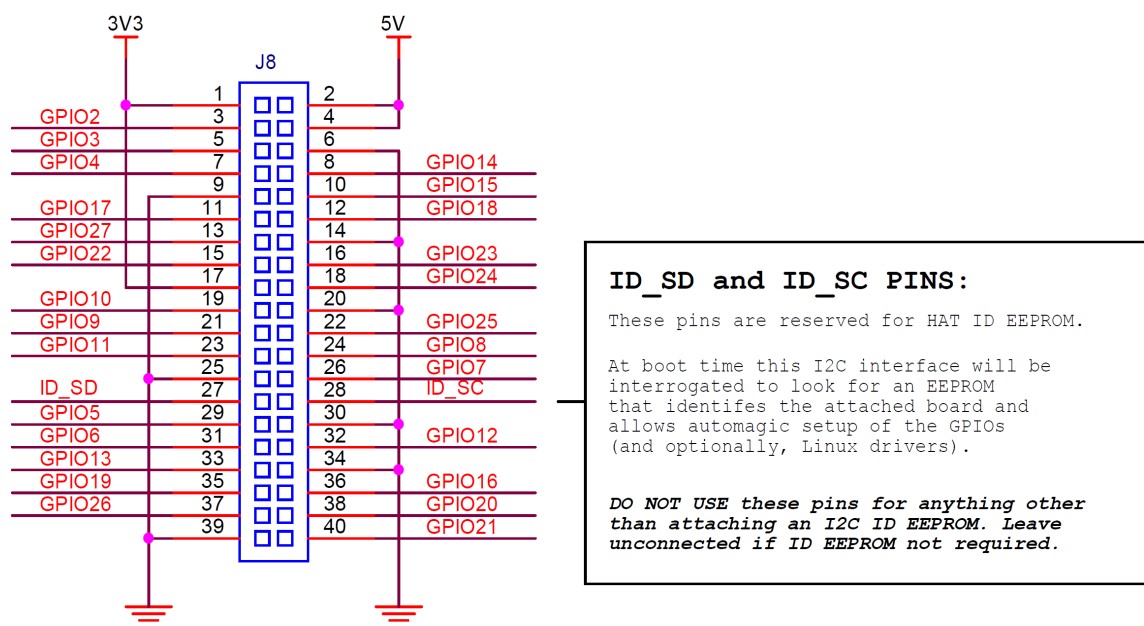 3V3 5V
J8
1 2
GPIO2 3 4
GPIO3 5 6
GPIO4 7 8 GPIO14
9 10 GPIO15
GPIO17 11 12 GPIO18
GPIO27 13 14
GPIO22 15 16 GPIO23
17 18 GPIO24
GPIO10 19 20
GPIO9 21 22 GPIO25
GPIO11 23 24 GPIO8
25 26 GPIO7
ID_SD 27 28 ID_SC
GPIO5 29 30
GPIO6 31 32 GPIO12
GPIO13 33 34
GPIO19 35 36 GPIO16
GPIO26 37 38 GPIO20
39 40 GPIO21
ID_SD and ID_SC PINS:
These pins are reserved for HAT ID EEPROM.
At boot time this I2C interface will be
interrogated to look for an EEPROM
that identifes the attached board and
allows automagic setup of the GPIOs
(and optionally, Linux drivers).
DO NOT USE these pins for anything other
than attaching an I2C ID EEPROM. Leave
unconnected if ID EEPROM not required.